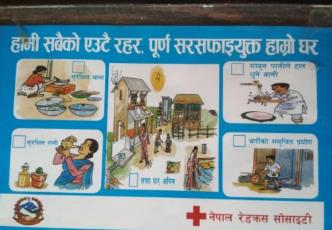 हामी सबैको एउटै रहर, पूर्ण सरसफाइयुक्त हाम्रो घर
सुरक्षित खाना
साबुन पानीले हात
धुने बानी
सुरक्षित पानी
सफा घर आँगन
चर्पीको समुचित प्रयोग
नेपाल रेडक्रस सोसाइटी